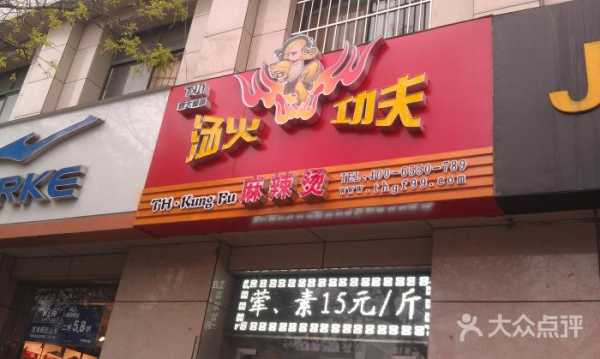 汤火功夫
TH·Kung Fu 麻辣烫
TEL:400-6580-789
www.thgf99.com
荤、素15元/斤
RKE
J
大众点评